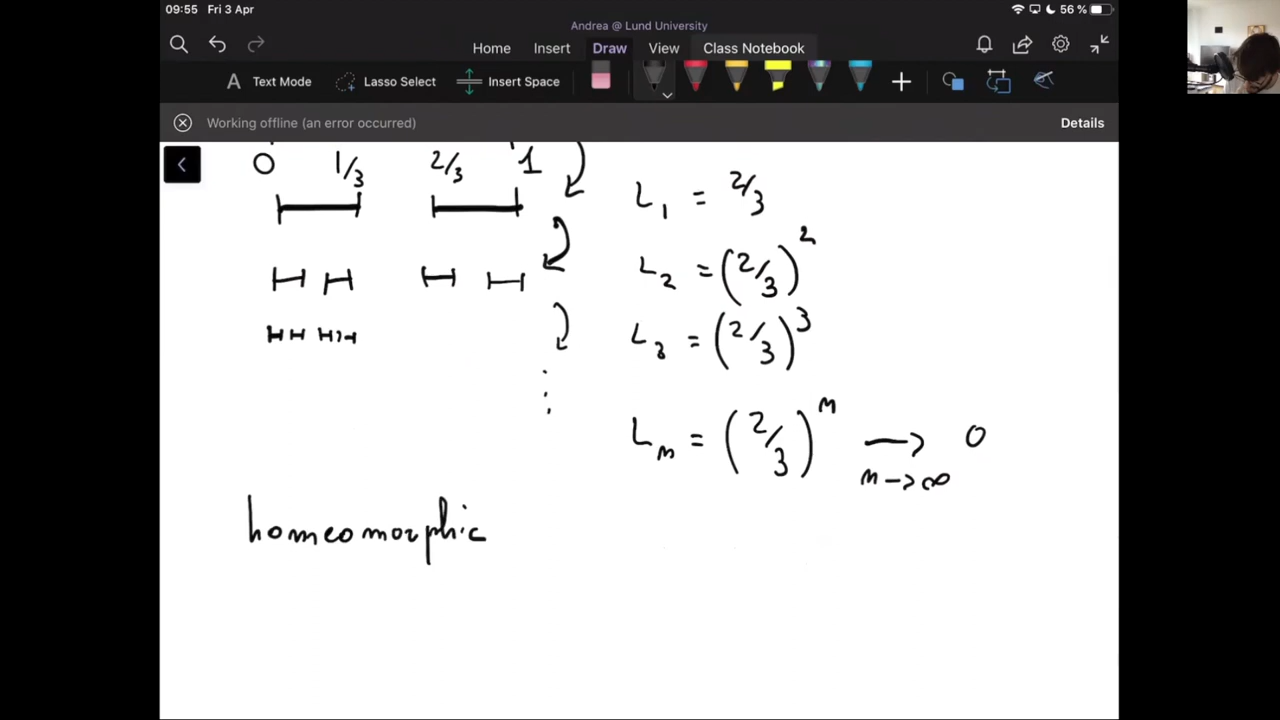 09:55 Fri 3 Apr
56 %
Andrea @ Lund University
Home Insert Draw View Class Notebook
Text Mode Lasso Select Insert Space
Working offline (an error occurred) Details
0 1/3 2/3 1
L₁ = 2/3
L₂ = (2/3)²
L₃ = (2/3)³
Lₙ = (2/3)ⁿ → 0
n → ∞
homeomorphic